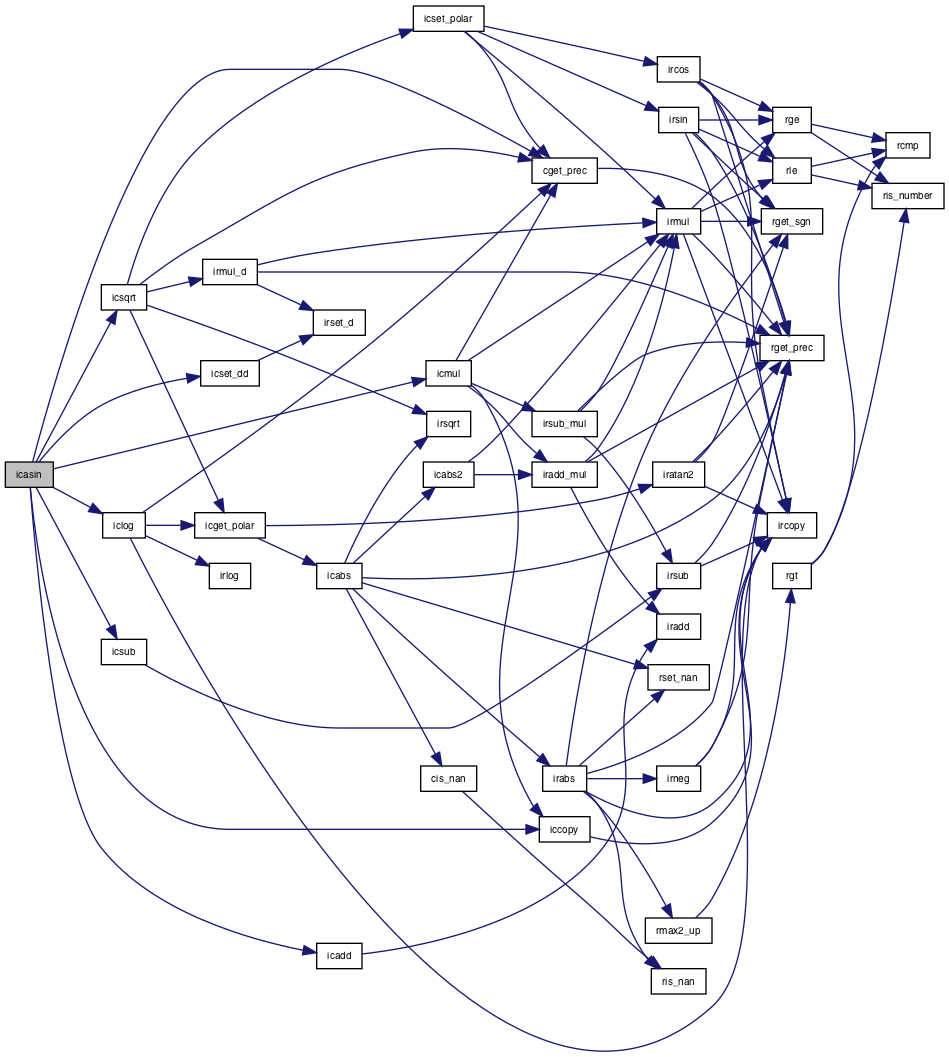 icset_polar
ircos
irsin
rge
rcmp
cget_prec
rle
ris_number
irmul
rget_sgn
irmul_d
icsqrt
irset_d
rget_prec
icset_dd
icmul
irsqrt
irsub_mul
icasin
icabs2
iradd_mul
iratan2
iclog
icget_polar
ircopy
irlog
icabs
irsub
rgt
iradd
icsub
rset_nan
cis_nan
irabs
irneg
iccopy
rmax2_up
icadd
ris_nan